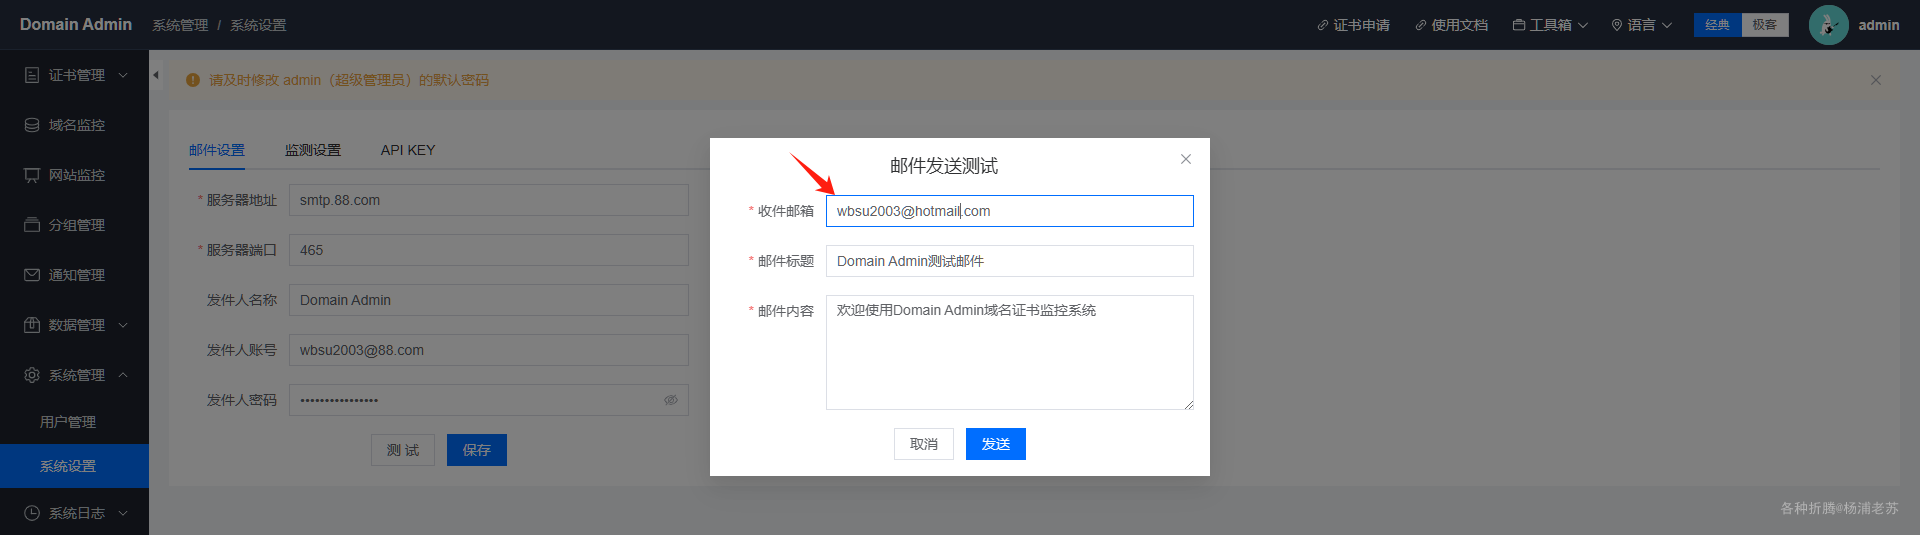 Domain Admin 系统管理 / 系统设置 证书申请 使用文档 工具箱 语言 经典 极客 admin
证书管理
域名监控
网站监控
分组管理
通知管理
数据管理
系统管理
用户管理
系统设置
系统日志
请及时修改 admin（超级管理员）的默认密码
邮件设置 监测设置 API KEY
* 服务器地址 smtp.88.com
* 服务器端口 465
发件人名称 Domain Admin
发件人账号 wbsu2003@88.com
发件人密码 ••••••••••••••••
测 试 保存
邮件发送测试
* 收件邮箱 wbsu2003@hotmail.com
* 邮件标题 Domain Admin测试邮件
* 邮件内容 欢迎使用Domain Admin域名证书监控系统
取消 发送
各种折腾@杨浦老苏